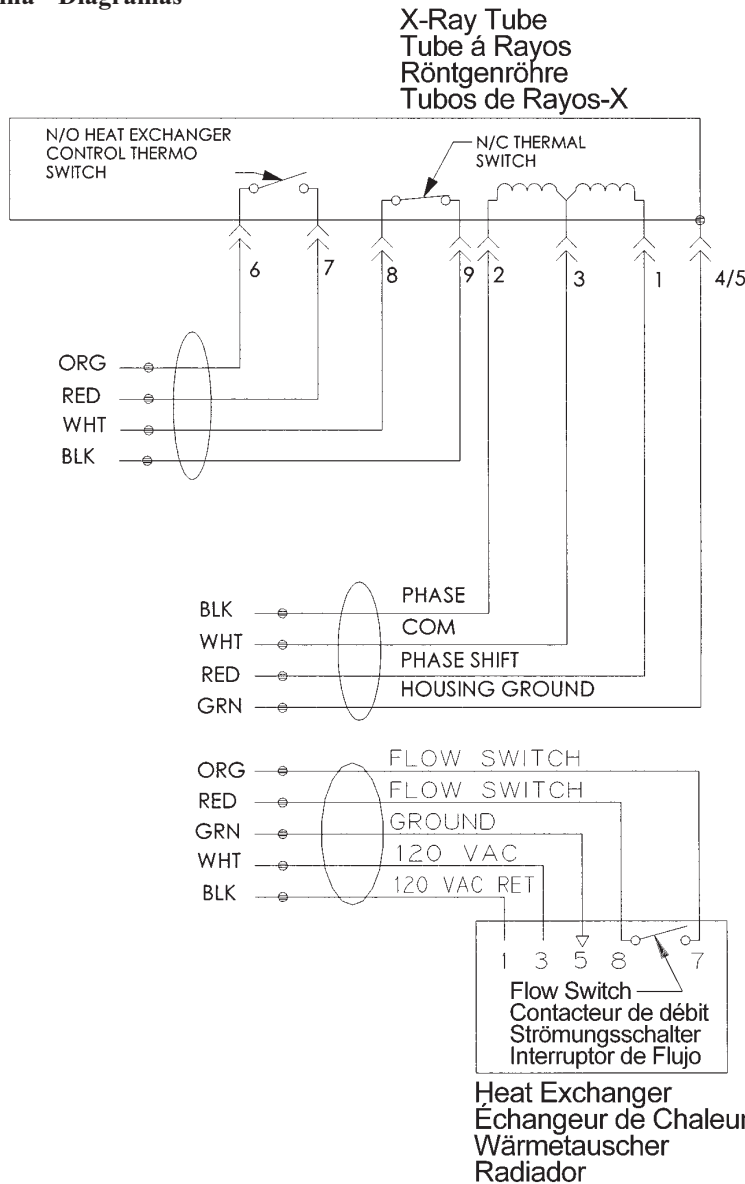 Diagramas
X-Ray Tube
Tube á Rayos
Röntgenröhre
Tubos de Rayos-X
N/O HEAT EXCHANGER
CONTROL THERMO
SWITCH
N/C THERMAL
SWITCH
6 7 8 9 2 3 1 4/5
ORG
RED
WHT
BLK
BLK PHASE
WHT COM
RED PHASE SHIFT
GRN HOUSING GROUND
ORG FLOW SWITCH
RED FLOW SWITCH
GRN GROUND
WHT 120 VAC
BLK 120 VAC RET
1 3 5 8 7
Flow Switch
Contacteur de débit
Strömungsschalter
Interruptor de Flujo
Heat Exchanger
Échangeur de Chaleur
Wärmetauscher
Radiador